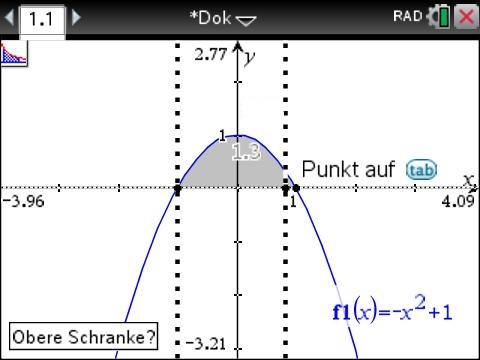 1.1
*Dok
RAD
2.77
y
1
1.3
Punkt auf tab
x
-3.96
1
4.09
f1(x)=-x²+1
Obere Schranke?
-3.21